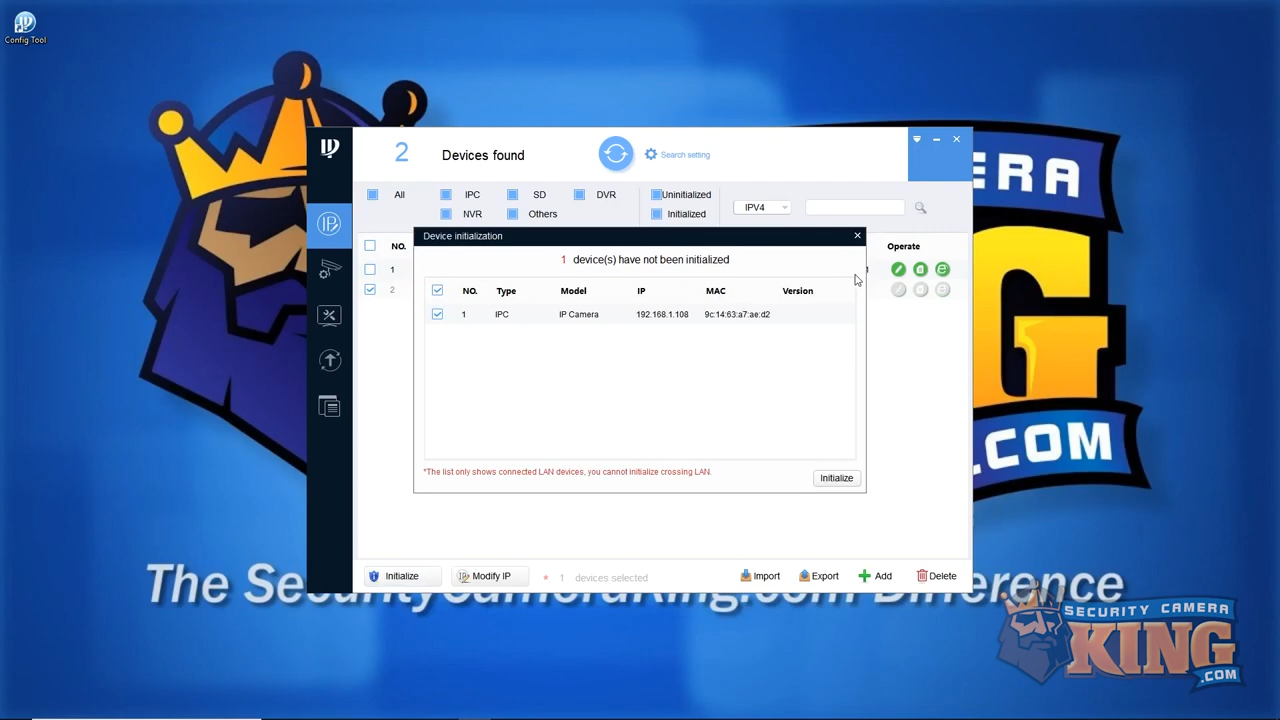 Config Tool
2 Devices found
Search setting
All IPC SD DVR Uninitialized
NVR Others Initialized
IPV4
NO. Operate
1
2
Device initialization
1 device(s) have not been initialized
NO. Type Model IP MAC Version
1 IPC IP Camera 192.168.1.108 9c:14:63:a7:ae:d2
*The list only shows connected LAN devices, you cannot initialize crossing LAN.
Initialize
Initialize Modify IP * 1 devices selected Import Export Add Delete
ERA
G
.COM
The Se
.com
erence
SECURITY CAMERA
KING
.COM